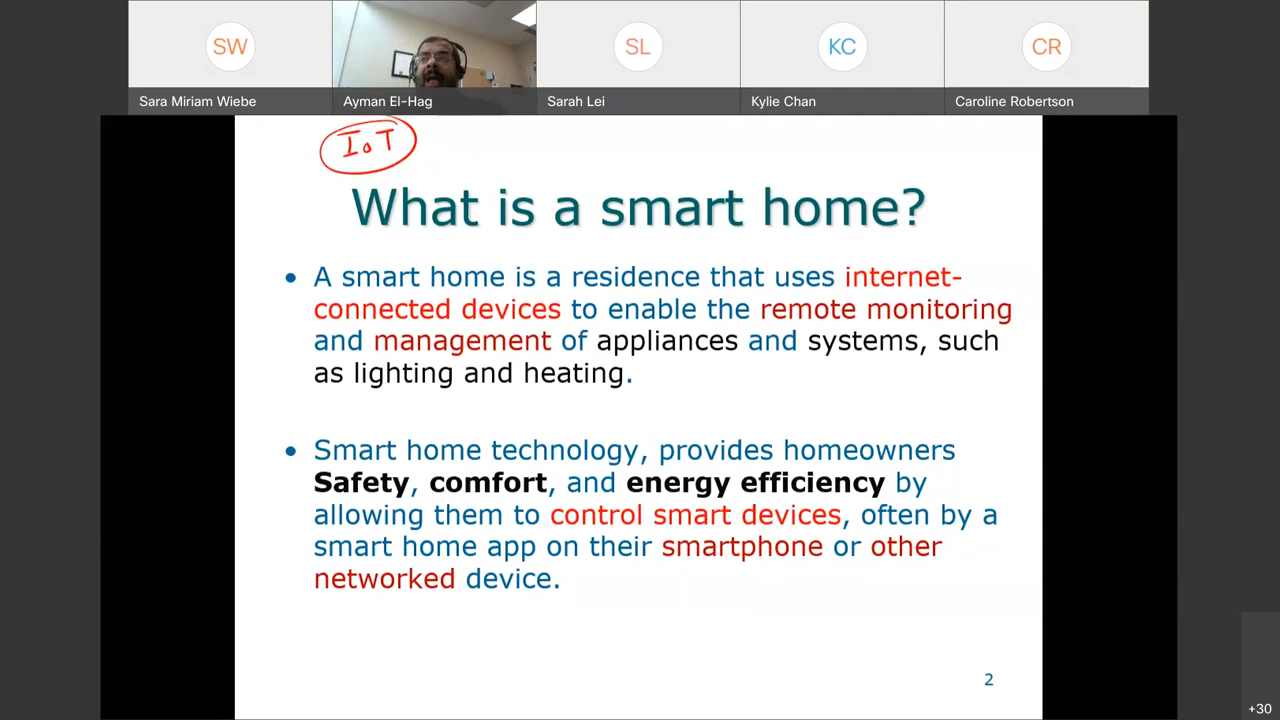 SW
SL
KC
CR
Sara Miriam Wiebe
Ayman El-Hag
Sarah Lei
Kylie Chan
Caroline Robertson
IoT
What is a smart home?
• A smart home is a residence that uses internet-
connected devices to enable the remote monitoring
and management of appliances and systems, such
as lighting and heating.
• Smart home technology, provides homeowners
Safety, comfort, and energy efficiency by
allowing them to control smart devices, often by a
smart home app on their smartphone or other
networked device.
2
+30